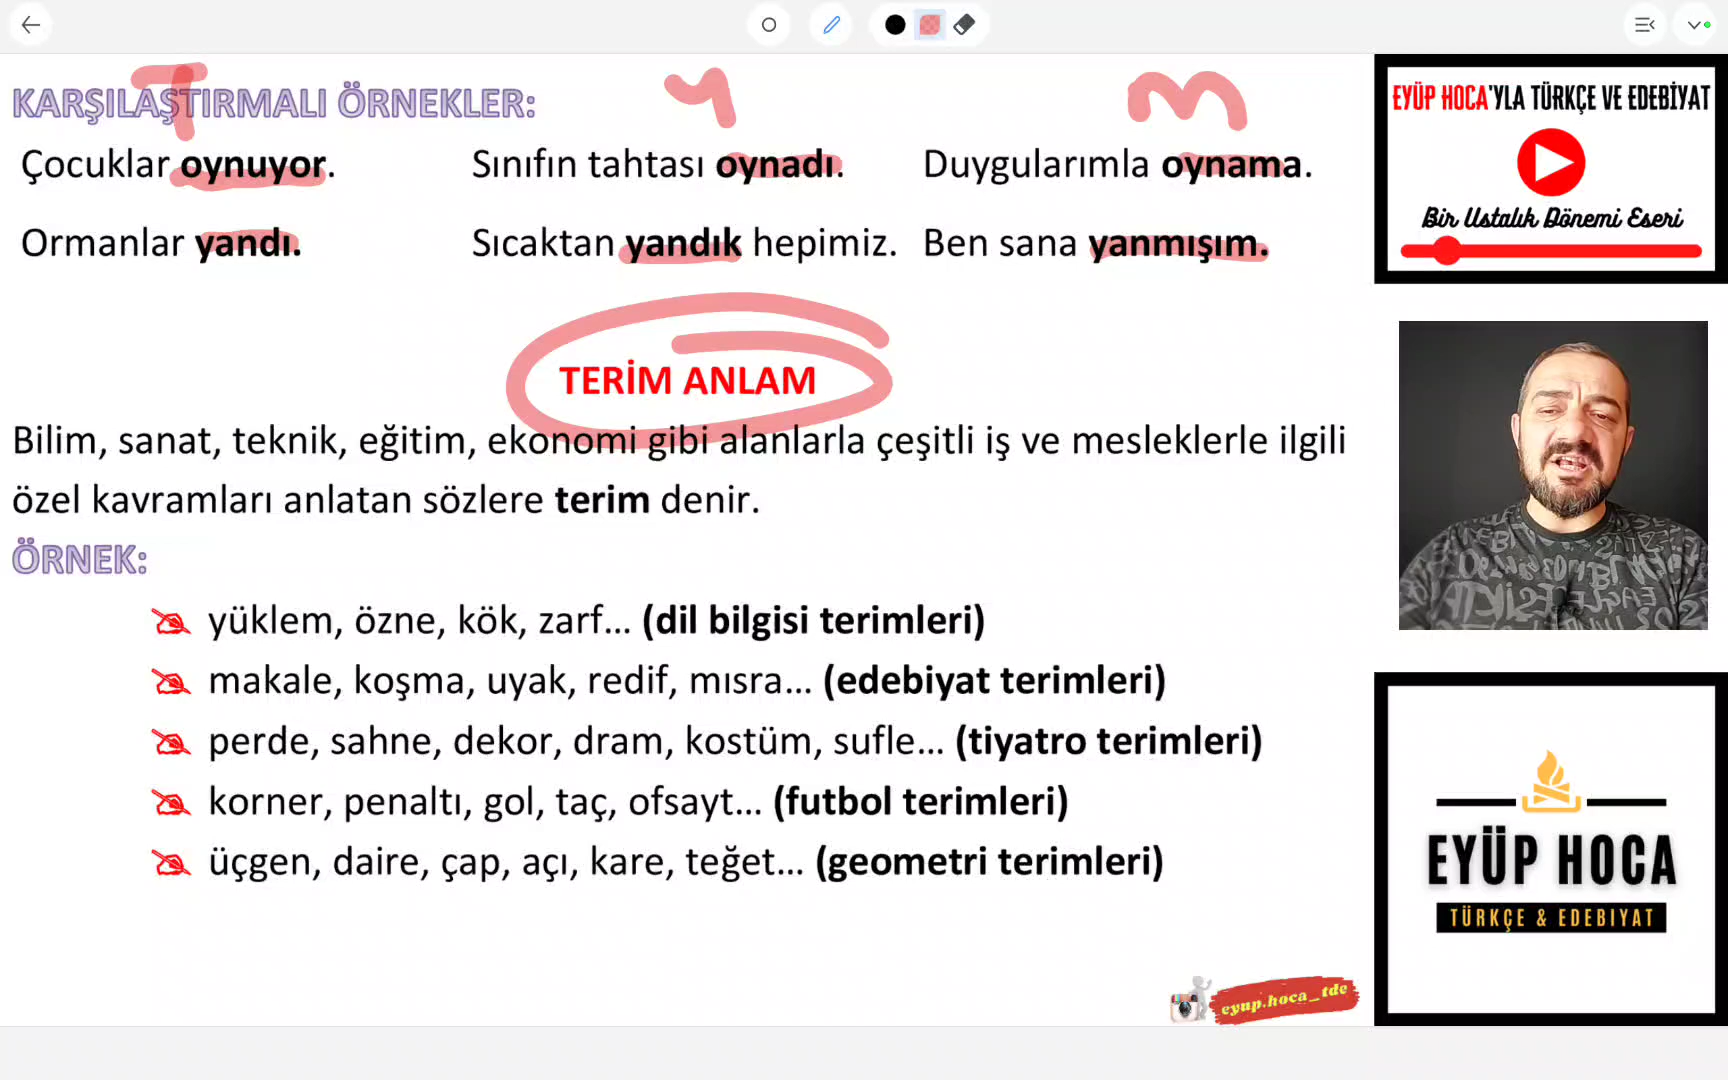 T y m
KARŞILAŞTIRMALI ÖRNEKLER:
Çocuklar oynuyor. Sınıfın tahtası oynadı. Duygularımla oynama.
Ormanlar yandı. Sıcaktan yandık hepimiz. Ben sana yanmışım.
TERİM ANLAM
Bilim, sanat, teknik, eğitim, ekonomi gibi alanlarla çeşitli iş ve mesleklerle ilgili
özel kavramları anlatan sözlere terim denir.
ÖRNEK:
yüklem, özne, kök, zarf... (dil bilgisi terimleri)
makale, koşma, uyak, redif, mısra... (edebiyat terimleri)
perde, sahne, dekor, dram, kostüm, sufle... (tiyatro terimleri)
korner, penaltı, gol, taç, ofsayt... (futbol terimleri)
üçgen, daire, çap, açı, kare, teğet... (geometri terimleri)
eyup.hoca_tde
EYÜP HOCA'YLA TÜRKÇE VE EDEBİYAT
Bir Ustalık Dönemi Eseri
EYÜP HOCA
TÜRKÇE & EDEBIYAT